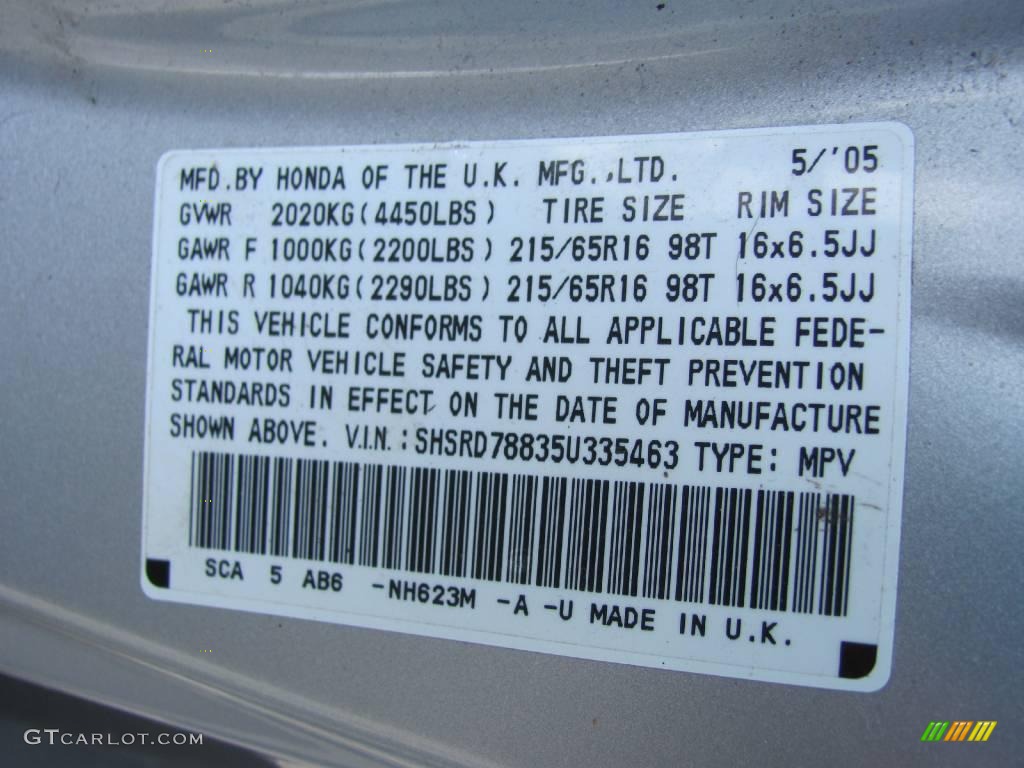 MFD.BY HONDA OF THE U.K. MFG.,LTD. 5/'05
GVWR 2020KG(4450LBS) TIRE SIZE RIM SIZE
GAWR F 1000KG(2200LBS) 215/65R16 98T 16x6.5JJ
GAWR R 1040KG(2290LBS) 215/65R16 98T 16x6.5JJ
THIS VEHICLE CONFORMS TO ALL APPLICABLE FEDE-
RAL MOTOR VEHICLE SAFETY AND THEFT PREVENTION
STANDARDS IN EFFECT ON THE DATE OF MANUFACTURE
SHOWN ABOVE. V.I.N.:SHSRD78835U335463 TYPE: MPV
SCA 5 AB6 -NH623M -A -U MADE IN U.K.
GTCARLOT.COM